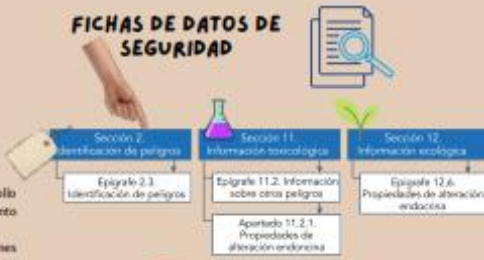 FICHAS DE DATOS DE
SEGURIDAD
Sección 2.
Identificación de peligros
Sección 11.
Información toxicológica
Sección 12.
Información ecológica
Epígrafe 2.3.
Identificación de peligros
Epígrafe 11.2. Información
sobre otros peligros
Epígrafe 12.6.
Propiedades de alteración
endocrina
Apartado 11.2.1.
Propiedades de
alteración endoncrina